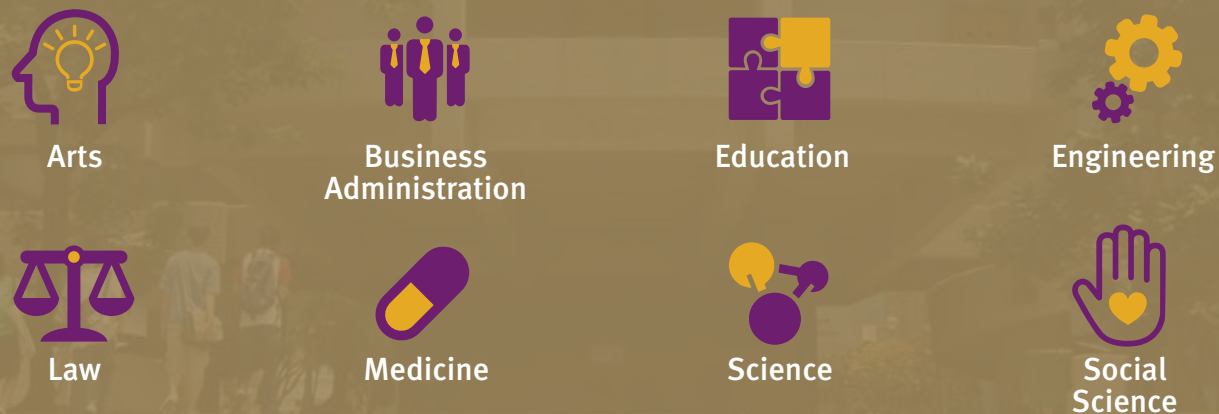 Arts
Business
Administration
Education
Engineering
Law
Medicine
Science
Social
Science